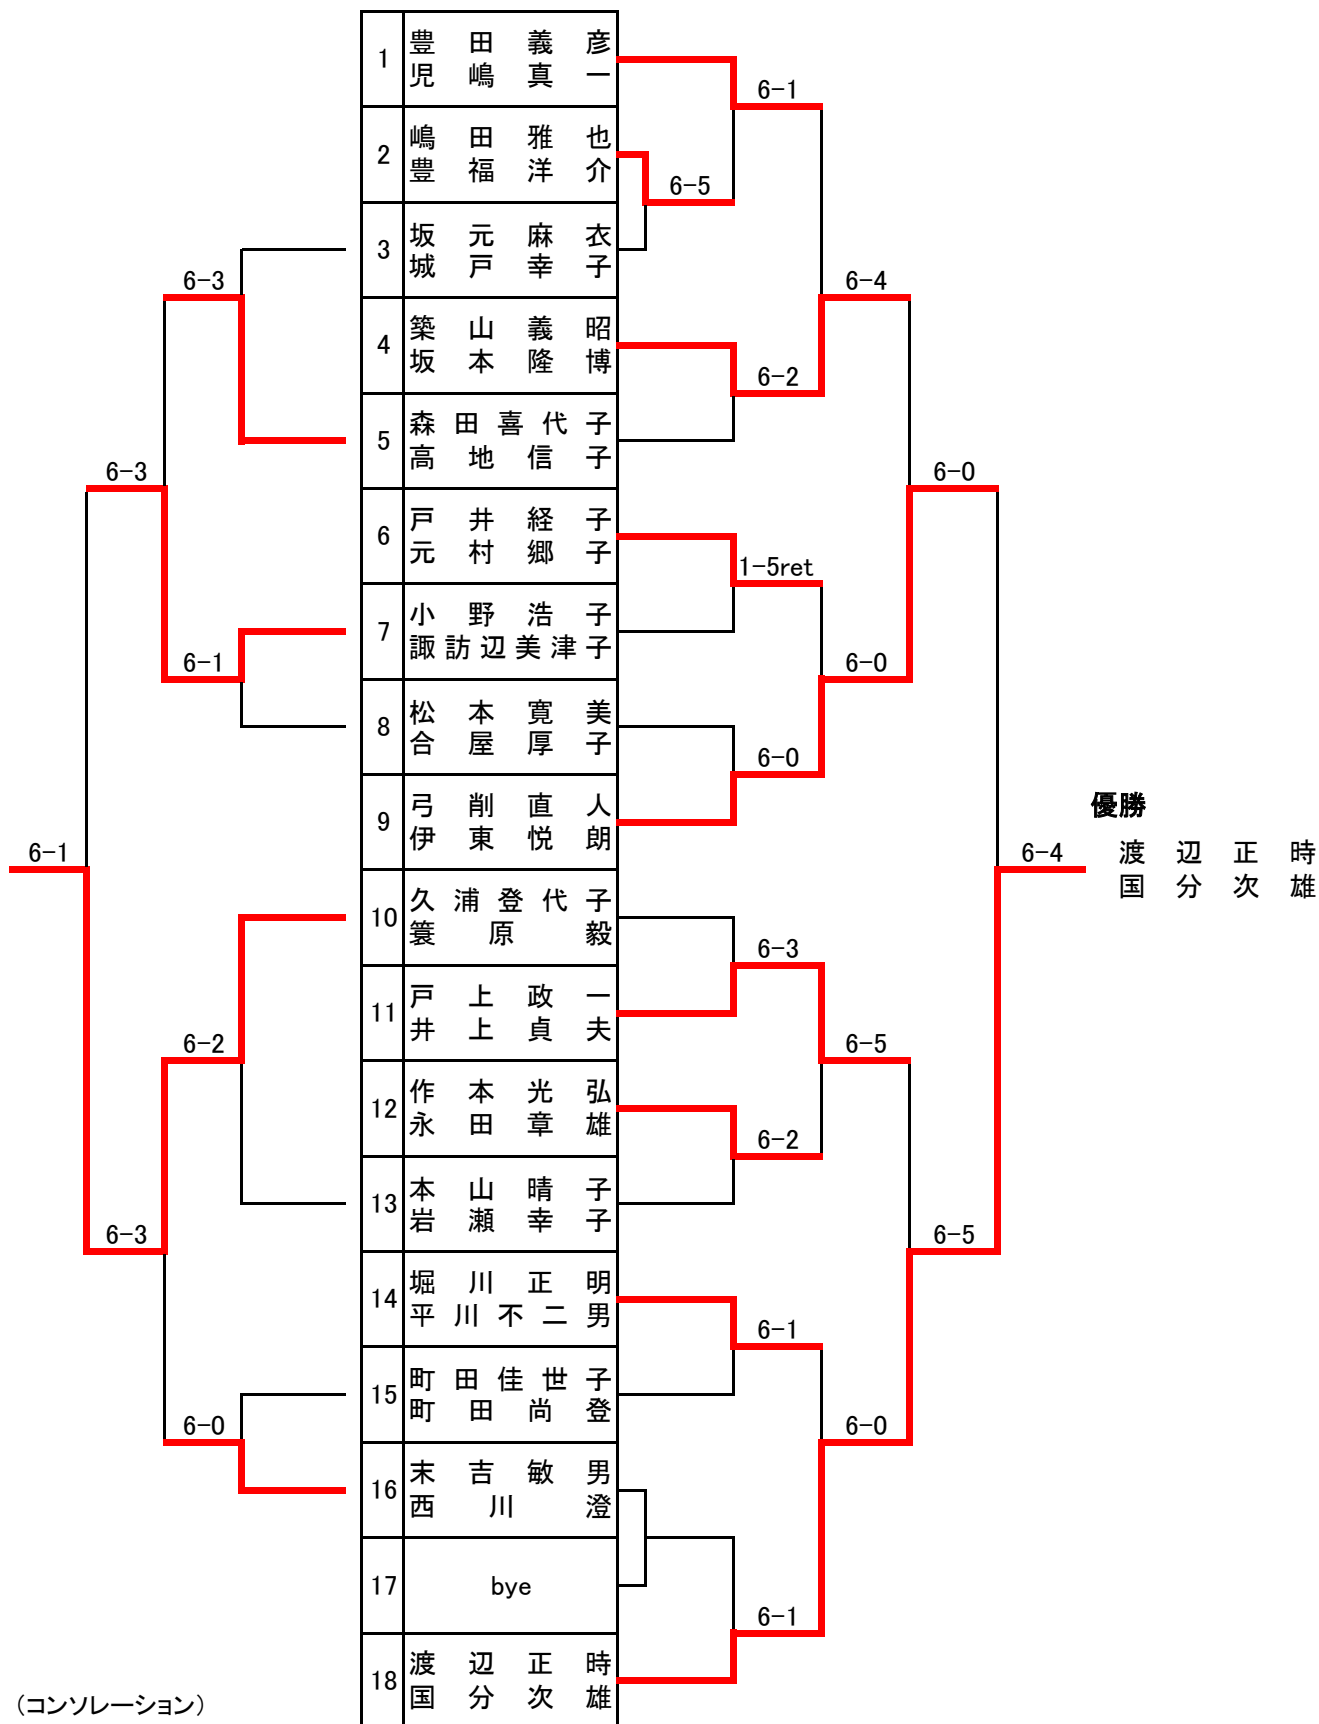 1
豊田義彦
児嶋真一
6-1
2
嶋田雅也
豊福洋介
6-5
3
坂元麻衣
城戸幸子
6-3
6-4
4
築山義昭
坂本隆博
6-2
5
森田喜代子
高地信子
6-3
6-0
6
戸井経子
元村郷子
1-5ret
7
小野浩子
諏訪辺美津子
6-1
6-0
8
松本寛美
合屋厚子
6-0
9
弓削直人
伊東悦朗
優勝
6-1
6-4
渡辺正時
国分次雄
10
久浦登代子
簑原毅
6-3
11
戸上政一
井上貞夫
6-2
6-5
12
作本光弘
永田章雄
6-2
13
本山晴子
岩瀬幸子
6-3
6-5
14
堀川正明
平川不二男
6-1
15
町田佳世子
町田尚登
6-0
6-0
16
末吉敏男
西川澄
17
bye
6-1
18
渡辺正時
国分次雄
（コンソレーション）